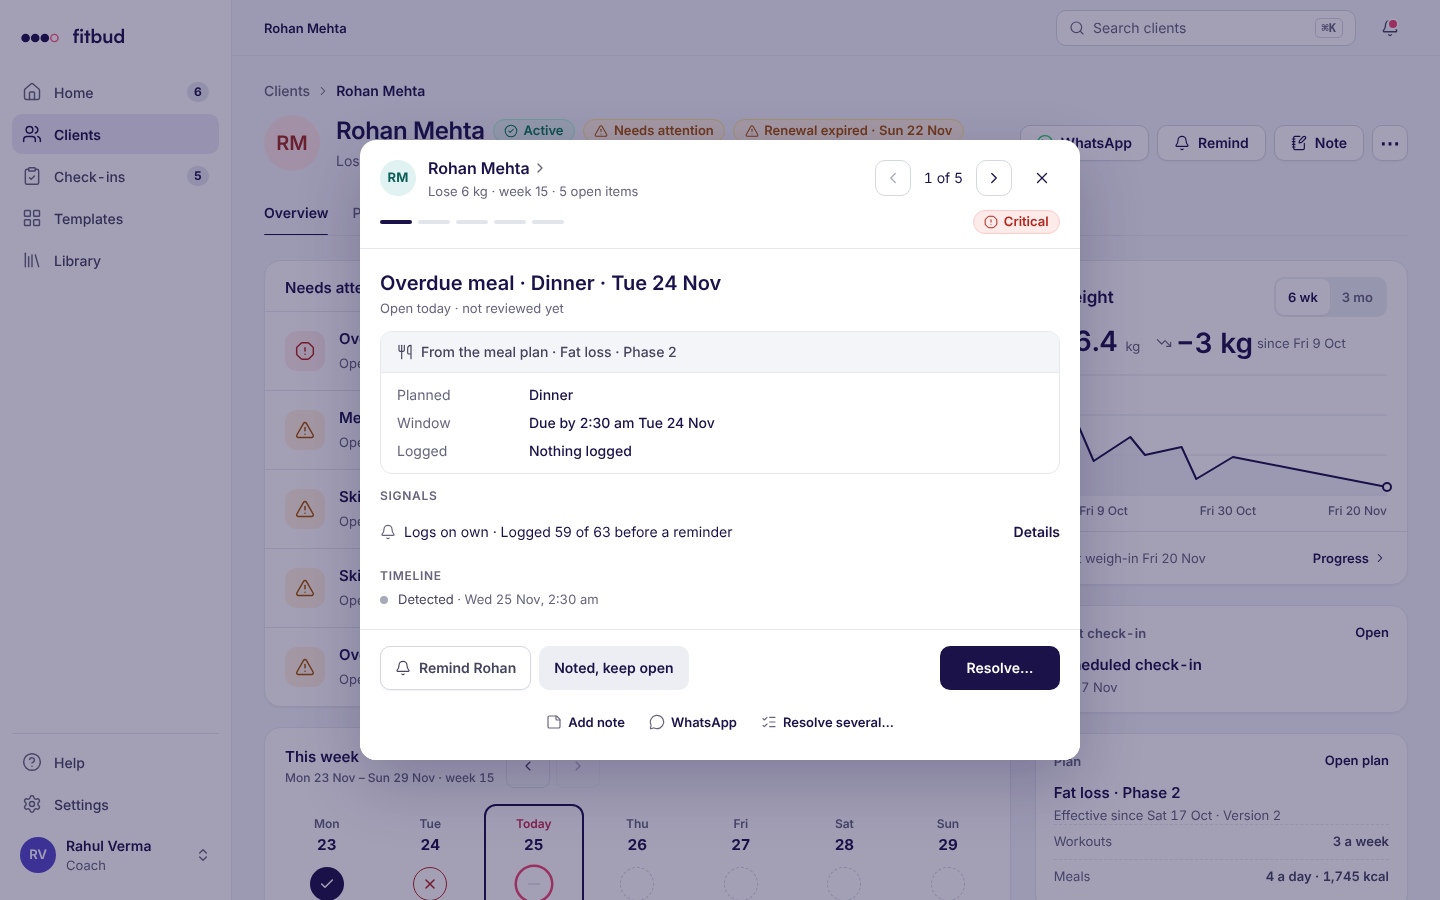 fitbud
Rohan Mehta
Search clients
⌘K
Home
6
Clients
Check-ins
5
Templates
Library
Help
Settings
RV
Rahul Verma
Coach
Clients
Rohan Mehta
RM
Rohan Mehta
Active
Needs attention
Renewal expired · Sun 22 Nov
WhatsApp
Remind
Note
Overview
RM
Rohan Mehta
Lose 6 kg · week 15 · 5 open items
1 of 5
Critical
Overdue meal · Dinner · Tue 24 Nov
Open today · not reviewed yet
From the meal plan · Fat loss · Phase 2
Planned
Dinner
Window
Due by 2:30 am Tue 24 Nov
Logged
Nothing logged
SIGNALS
Logs on own · Logged 59 of 63 before a reminder
Details
TIMELINE
Detected · Wed 25 Nov, 2:30 am
Remind Rohan
Noted, keep open
Resolve...
Add note
WhatsApp
Resolve several...
6 wk
3 mo
kg
−3 kg
since Fri 9 Oct
Fri 9 Oct
Fri 30 Oct
Fri 20 Nov
weigh-in Fri 20 Nov
Progress
check-in
Open
check-in
7 Nov
This week
Mon 23 Nov – Sun 29 Nov · week 15
Mon
23
Tue
24
Today
25
Thu
26
Fri
27
Sat
28
Sun
29
Plan
Open plan
Fat loss · Phase 2
Effective since Sat 17 Oct · Version 2
Workouts
3 a week
Meals
4 a day · 1,745 kcal